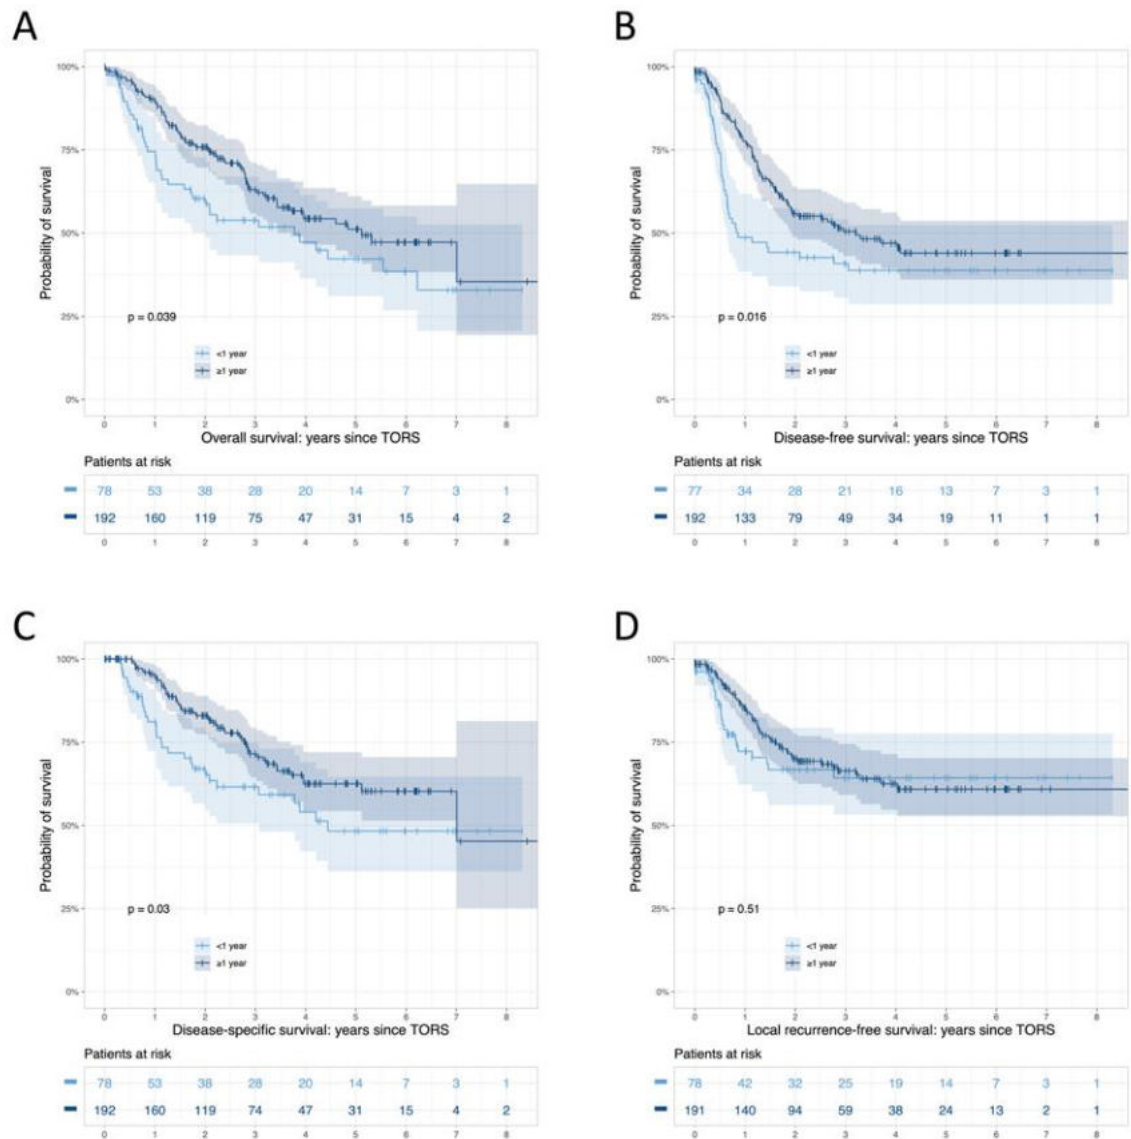 A
B
100%
75%
50%
25%
0%
Probability of survival
p = 0.039
<1 year
≥1 year
0 1 2 3 4 5 6 7 8
Overall survival: years since TORS
Patients at risk
78 53 38 28 20 14 7 3 1
192 160 119 75 47 31 15 4 2
0 1 2 3 4 5 6 7 8
100%
75%
50%
25%
0%
Probability of survival
p = 0.016
<1 year
≥1 year
0 1 2 3 4 5 6 7 8
Disease-free survival: years since TORS
Patients at risk
77 34 28 21 16 13 7 3 1
192 133 79 49 34 19 11 1 1
0 1 2 3 4 5 6 7 8
C
D
100%
75%
50%
25%
0%
Probability of survival
p = 0.03
<1 year
≥1 year
0 1 2 3 4 5 6 7 8
Disease-specific survival: years since TORS
Patients at risk
78 53 38 28 20 14 7 3 1
192 160 119 74 47 31 15 4 2
0 1 2 3 4 5 6 7 8
100%
75%
50%
25%
0%
Probability of survival
p = 0.51
<1 year
≥1 year
0 1 2 3 4 5 6 7 8
Local recurrence-free survival: years since TORS
Patients at risk
78 42 32 25 19 14 7 3 1
191 140 94 59 38 24 13 2 1
0 1 2 3 4 5 6 7 8